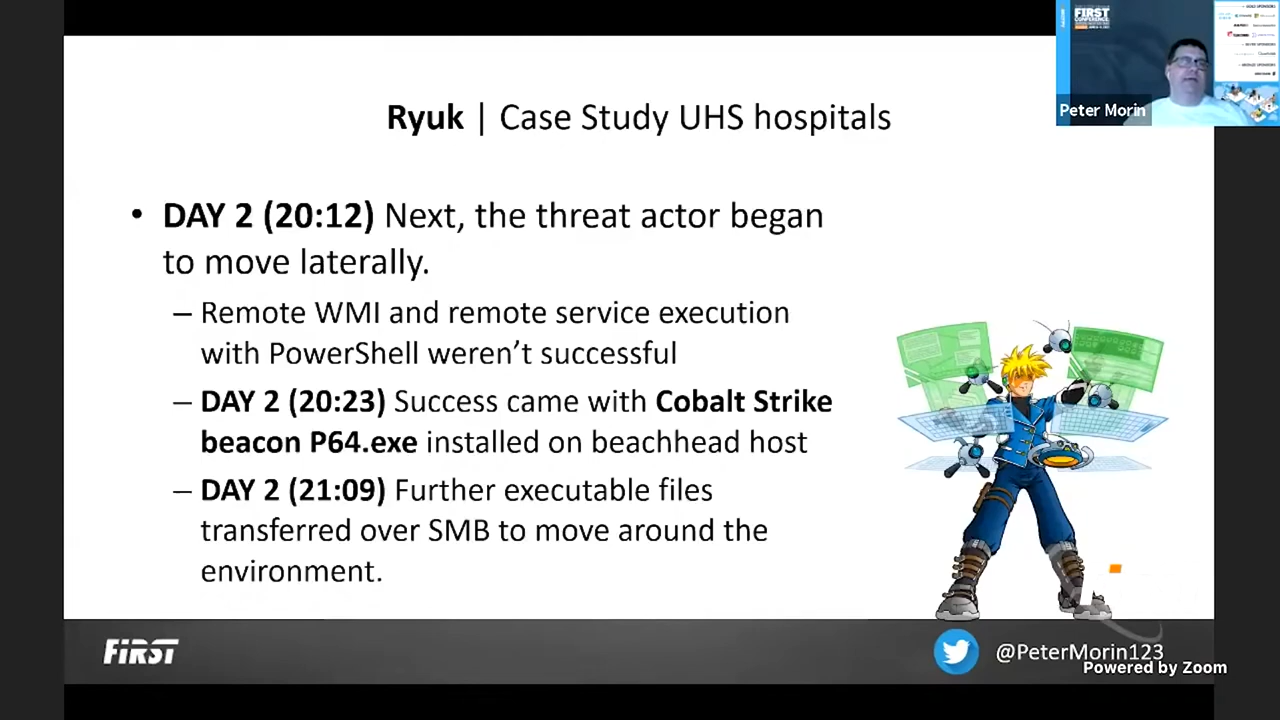 FIRST
CONFERENCE
Peter Morin
Ryuk | Case Study UHS hospitals
• DAY 2 (20:12) Next, the threat actor began
to move laterally.
– Remote WMI and remote service execution
with PowerShell weren’t successful
– DAY 2 (20:23) Success came with Cobalt Strike
beacon P64.exe installed on beachhead host
– DAY 2 (21:09) Further executable files
transferred over SMB to move around the
environment.
FiRST
@PeterMorin123
Powered by Zoom